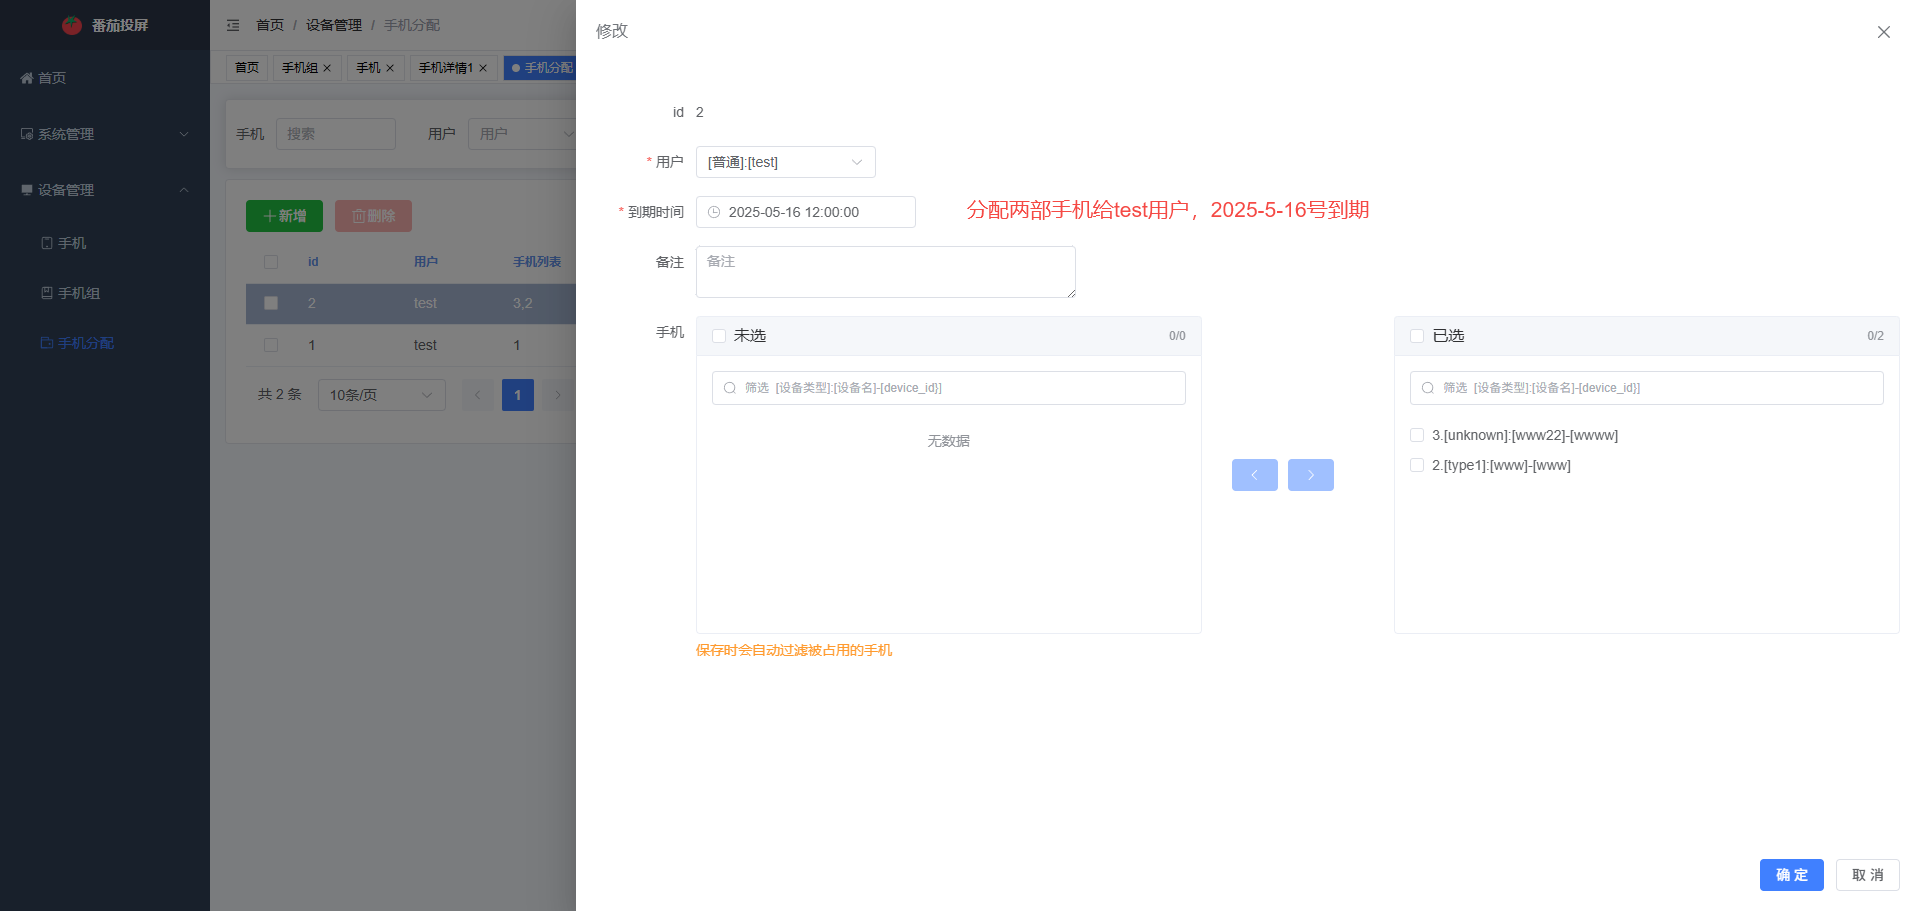 番茄投屏
首页
系统管理
设备管理
手机
手机组
手机分配
首页 / 设备管理 / 手机分配
首页 手机组 手机 手机详情1 手机分配
手机 搜索 用户 用户
新增 删除
id 用户 手机列表
2 test 3,2
1 test 1
共 2 条 10条/页 1
修改
id 2
* 用户 [普通]:[test]
* 到期时间 2025-05-16 12:00:00 分配两部手机给test用户，2025-5-16号到期
备注 备注
手机 未选 0/0
筛选 [设备类型]:[设备名]-[device_id}]
无数据
已选 0/2
筛选 [设备类型]:[设备名]-[device_id}]
3.[unknown]:[www22]-[wwww]
2.[type1]:[www]-[www]
保存时会自动过滤被占用的手机
确 定 取 消